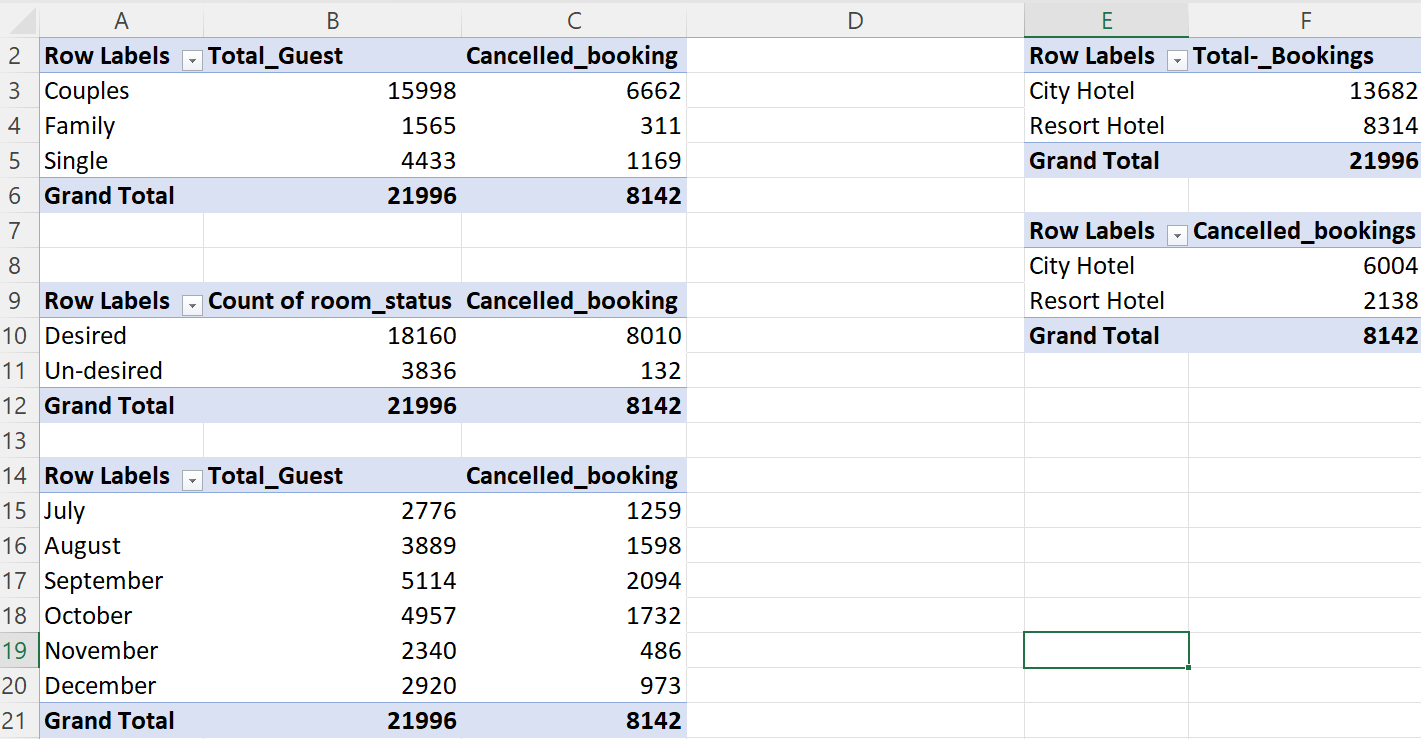 A B C D E F
2 Row Labels Total_Guest Cancelled_booking Row Labels Total-_Bookings
3 Couples 15998 6662 City Hotel 13682
4 Family 1565 311 Resort Hotel 8314
5 Single 4433 1169 Grand Total 21996
6 Grand Total 21996 8142
7 Row Labels Cancelled_bookings
8 City Hotel 6004
9 Row Labels Count of room_status Cancelled_booking Resort Hotel 2138
10 Desired 18160 8010 Grand Total 8142
11 Un-desired 3836 132
12 Grand Total 21996 8142
13
14 Row Labels Total_Guest Cancelled_booking
15 July 2776 1259
16 August 3889 1598
17 September 5114 2094
18 October 4957 1732
19 November 2340 486
20 December 2920 973
21 Grand Total 21996 8142